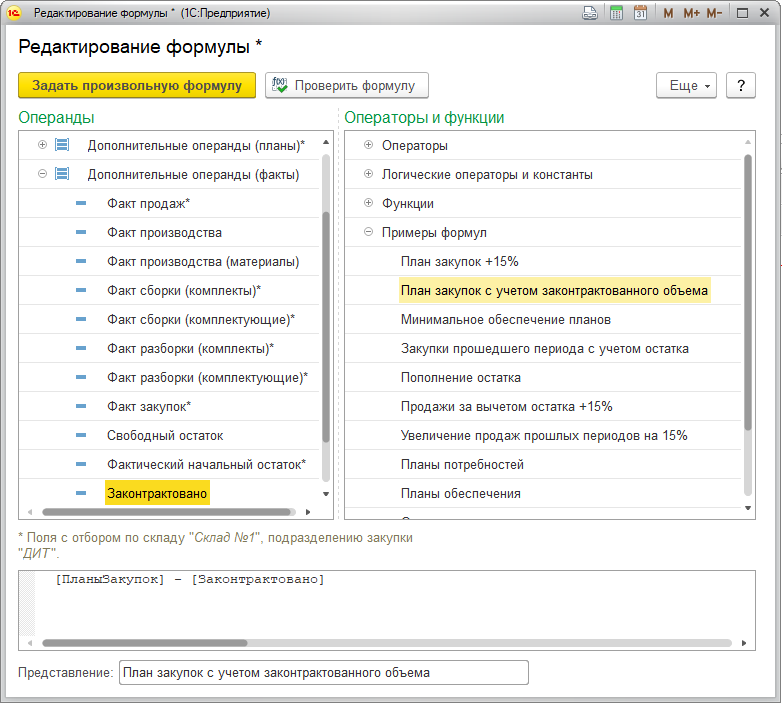 Редактирование формулы * (1С:Предприятие)
31 M M+ M-
Редактирование формулы *
Задать произвольную формулу
Проверить формулу
Еще
?
Операнды
Дополнительные операнды (планы)*
Дополнительные операнды (факты)
Факт продаж*
Факт производства
Факт производства (материалы)
Факт сборки (комплекты)*
Факт сборки (комплектующие)*
Факт разборки (комплекты)*
Факт разборки (комплектующие)*
Факт закупок*
Свободный остаток
Фактический начальный остаток*
Законтрактовано
Операторы и функции
Операторы
Логические операторы и константы
Функции
Примеры формул
План закупок +15%
План закупок с учетом законтрактованного объема
Минимальное обеспечение планов
Закупки прошедшего периода с учетом остатка
Пополнение остатка
Продажи за вычетом остатка +15%
Увеличение продаж прошлых периодов на 15%
Планы потребностей
Планы обеспечения
* Поля с отбором по складу "Склад №1", подразделению закупки
"ДИТ".
[ПланыЗакупок] - [Законтрактовано]
Представление: План закупок с учетом законтрактованного объема